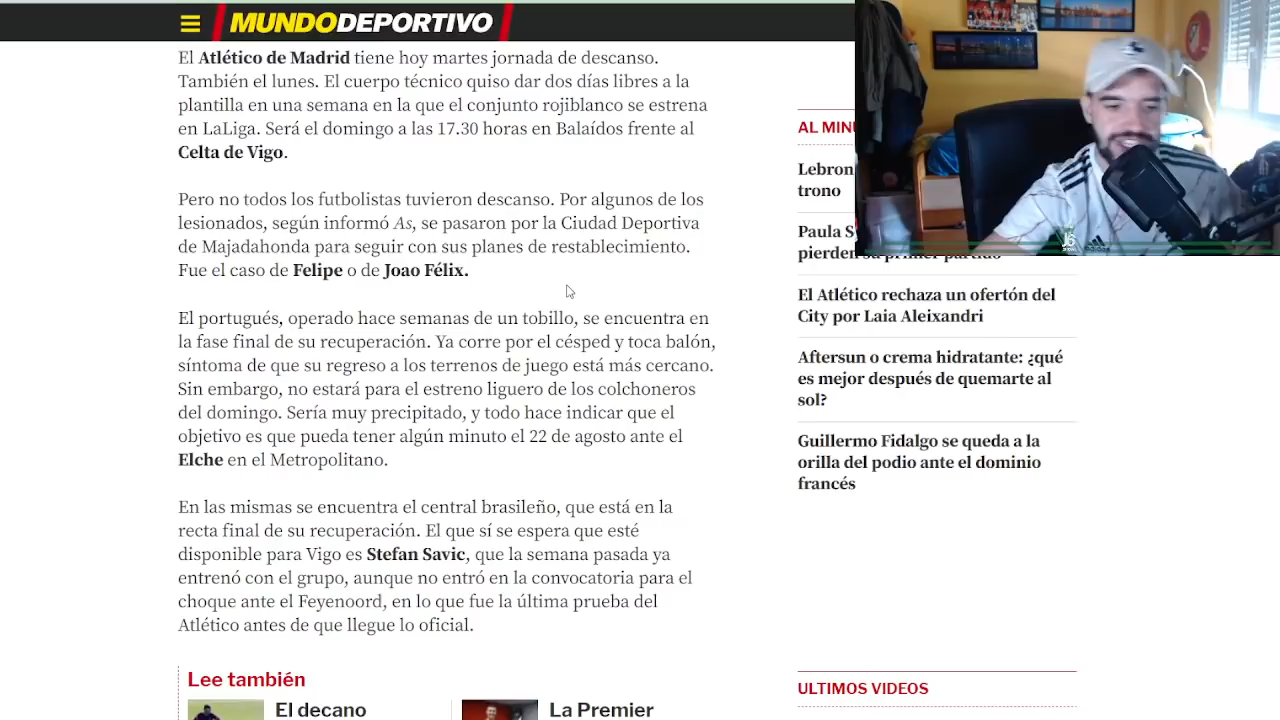 MUNDODEPORTIVO
El Atlético de Madrid tiene hoy martes jornada de descanso.
También el lunes. El cuerpo técnico quiso dar dos días libres a la
plantilla en una semana en la que el conjunto rojiblanco se estrena
en LaLiga. Será el domingo a las 17.30 horas en Balaídos frente al
Celta de Vigo.
Pero no todos los futbolistas tuvieron descanso. Por algunos de los
lesionados, según informó As, se pasaron por la Ciudad Deportiva
de Majadahonda para seguir con sus planes de restablecimiento.
Fue el caso de Felipe o de Joao Félix.
El portugués, operado hace semanas de un tobillo, se encuentra en
la fase final de su recuperación. Ya corre por el césped y toca balón,
síntoma de que su regreso a los terrenos de juego está más cercano.
Sin embargo, no estará para el estreno liguero de los colchoneros
del domingo. Sería muy precipitado, y todo hace indicar que el
objetivo es que pueda tener algún minuto el 22 de agosto ante el
Elche en el Metropolitano.
En las mismas se encuentra el central brasileño, que está en la
recta final de su recuperación. El que sí se espera que esté
disponible para Vigo es Stefan Savic, que la semana pasada ya
entrenó con el grupo, aunque no entró en la convocatoria para el
choque ante el Feyenoord, en lo que fue la última prueba del
Atlético antes de que llegue lo oficial.
Lee también
El decano
La Premier
AL MINU
Lebron
trono
Paula S
pierden su primer partido
El Atlético rechaza un ofertón del
City por Laia Aleixandri
Aftersun o crema hidratante: ¿qué
es mejor después de quemarte al
sol?
Guillermo Fidalgo se queda a la
orilla del podio ante el dominio
francés
ULTIMOS VIDEOS